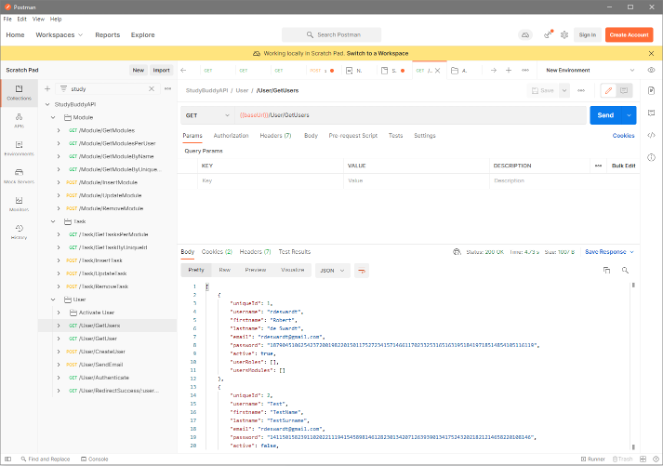 Postman
File Edit View Help
Home Workspaces Reports Explore
Search Postman
Sign In Create Account
Working locally in Scratch Pad. Switch to a Workspace
Scratch Pad New Import
GET GET GET GET POST GET
New Environment
Collections
APIs
Environments
Mock Servers
Monitors
History
study
StudyBuddyAPI
Module
GET /Module/GetModules
GET /Module/GetModulesPerUser
GET /Module/GetModuleByName
GET /Module/GetModuleByUnique...
POST /Module/InsertModule
POST /Module/UpdateModule
POST /Module/RemoveModule
Task
GET /Task/GetTasksPerModule
GET /Task/GetTaskByUniqueId
POST /Task/InsertTask
POST /Task/UpdateTask
POST /Task/RemoveTask
User
Activate User
GET /User/GetUsers
GET /User/GetUser
POST /User/CreateUser
POST /User/SendEmail
GET /User/Authenticate
GET /User/RedirectSuccess/:user...
StudyBuddyAPI / User / /User/GetUsers
Save
GET /User/GetUsers
Send
Params Authorization Headers (7) Body Pre-request Script Tests Settings
Cookies
Query Params
KEY VALUE DESCRIPTION Bulk Edit
Key Value Description
Body Cookies (2) Headers (7) Test Results
Status: 200 OK Save Response
Pretty Raw Preview Visualize JSON
1 [
2 {
3 "uniqueId": 1,
4 "username": "rdeswardt",
5 "firstname": "Robert",
6 "lastname": "de Swardt",
7 "email": "rdeswardt@gmail.com",
8 "password":
9 "active": true,
10 "userRoles": [],
11 "userModules": []
12 },
13 {
14 "uniqueId": 2,
15 "username": "Test",
16 "firstname": "TestName",
17 "lastname": "TestSurname",
18 "email": "rdeswardt@gmail.com",
19 "password":
20 "active": false,
Find and Replace Console
Runner Trash